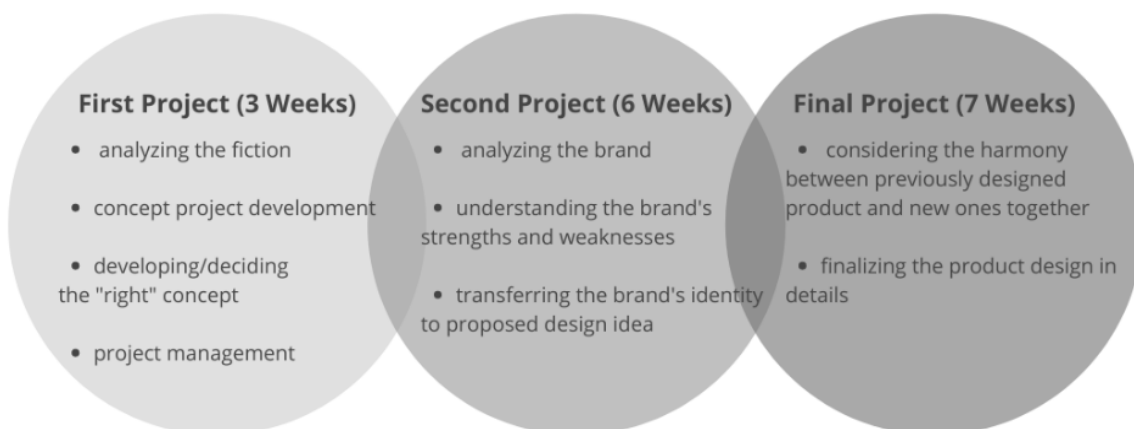 First Project (3 Weeks)
• analyzing the fiction
• concept project development
• developing/deciding
the "right" concept
• project management
Second Project (6 Weeks)
• analyzing the brand
• understanding the brand's
strengths and weaknesses
• transferring the brand's identity
to proposed design idea
Final Project (7 Weeks)
• considering the harmony
between previously designed
product and new ones together
• finalizing the product design in
details